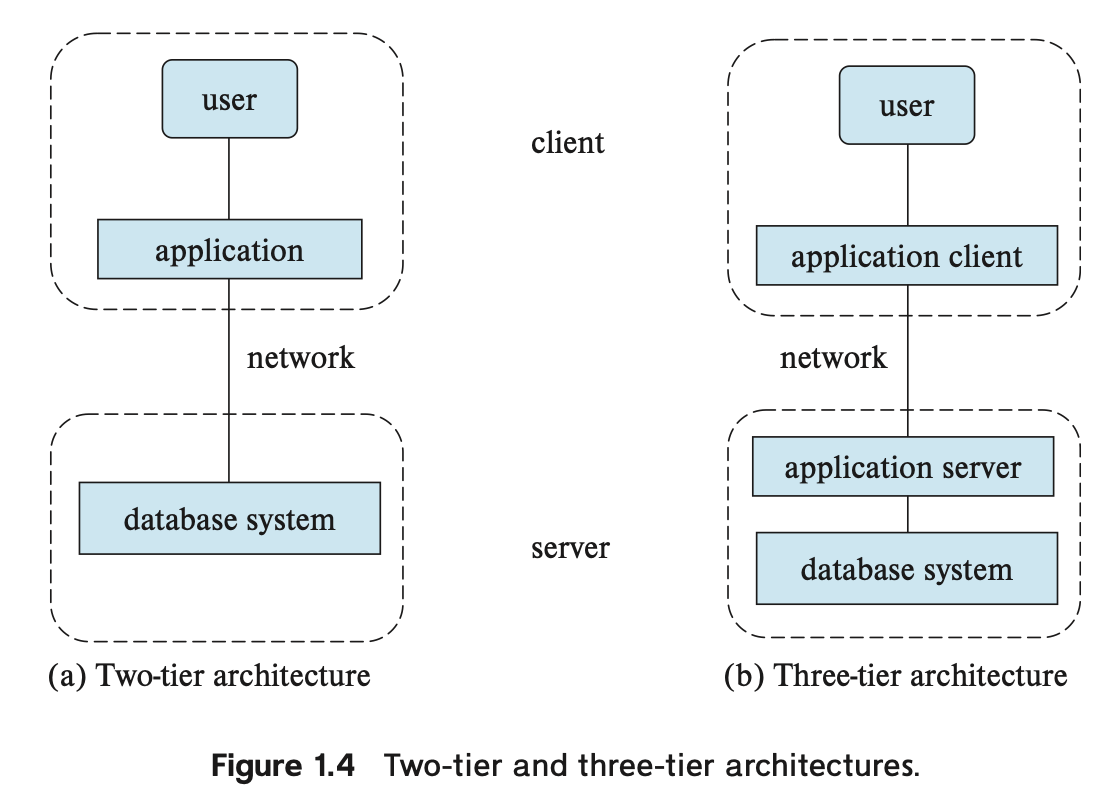 user
application
network
database system
(a) Two-tier architecture
client
server
user
application client
network
application server
database system
(b) Three-tier architecture
Figure 1.4 Two-tier and three-tier architectures.